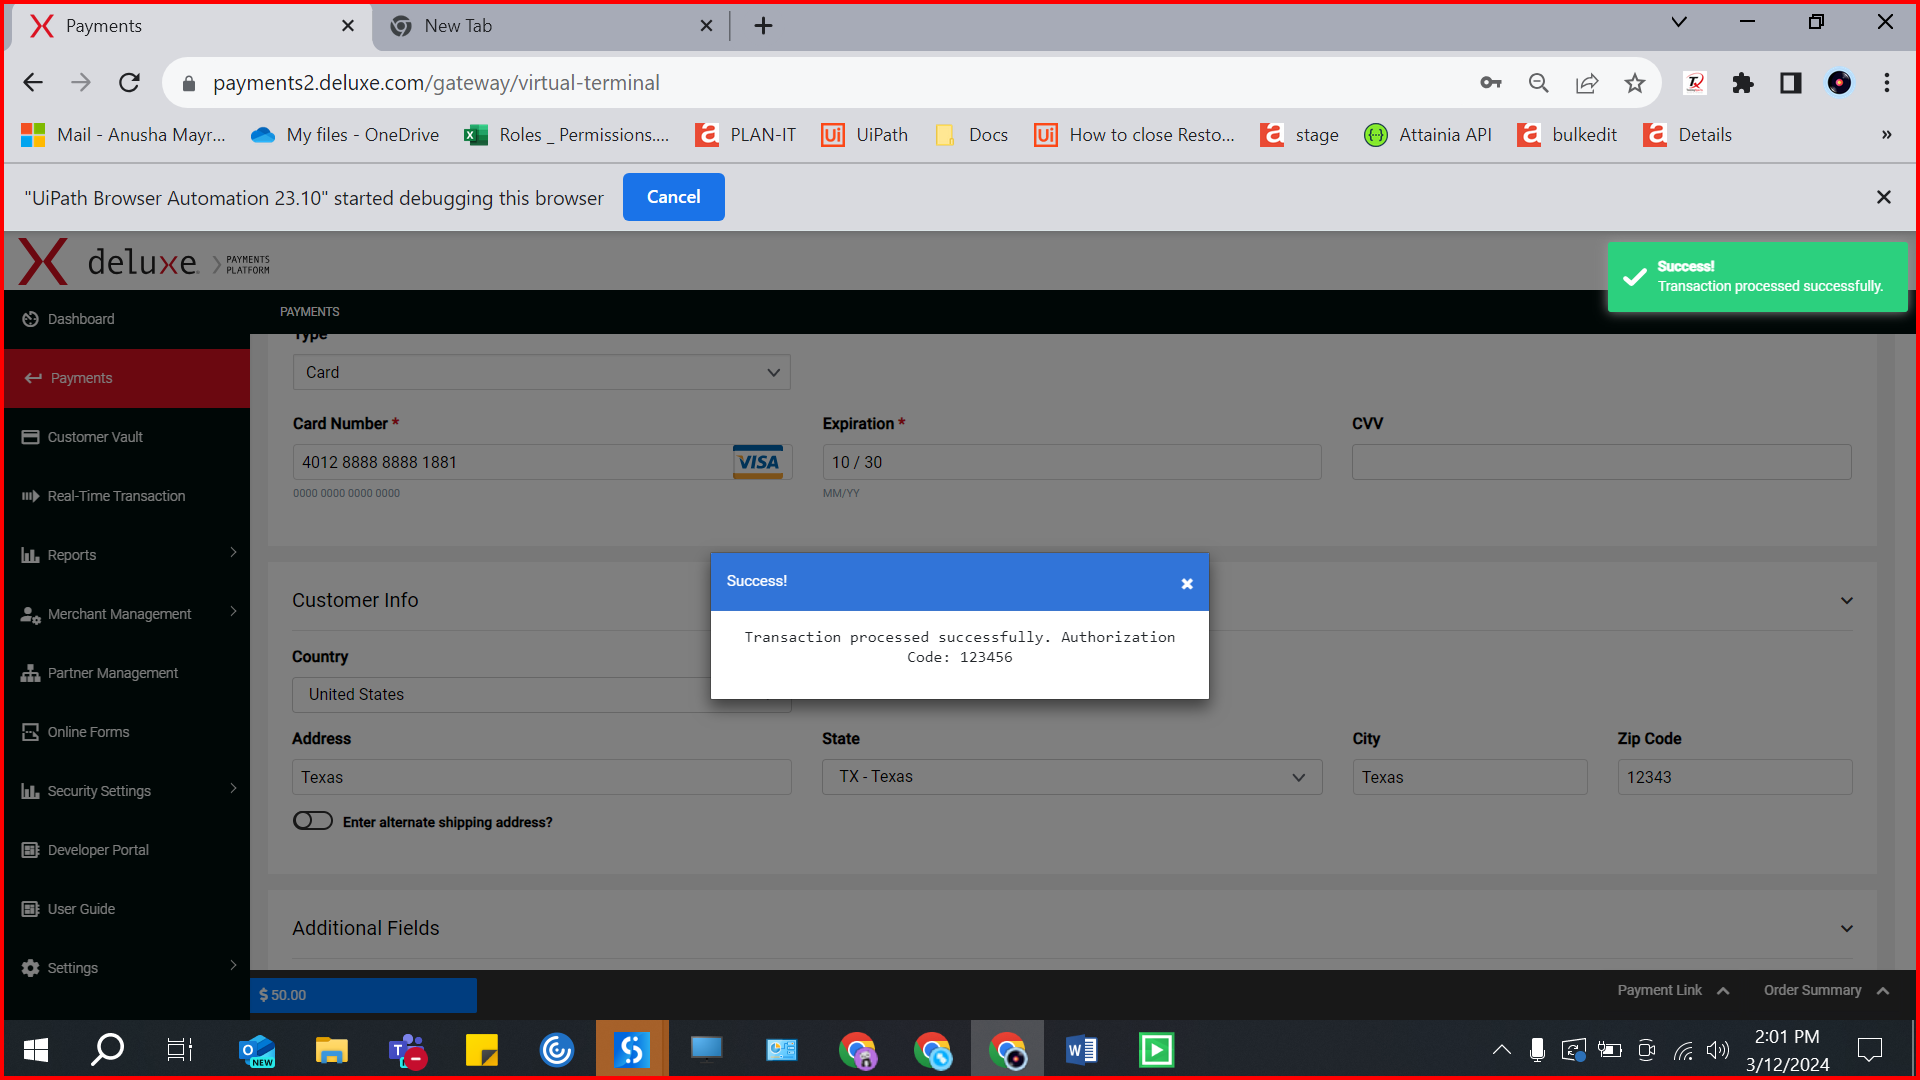 Payments
New Tab
payments2.deluxe.com/gateway/virtual-terminal
Mail - Anusha Mayr...
My files - OneDrive
Roles _ Permissions....
PLAN-IT
UiPath
Docs
How to close Resto...
stage
Attainia API
bulkedit
Details
»
"UiPath Browser Automation 23.10" started debugging this browser
Cancel
deluxe.
PAYMENTS
PLATFORM
Success!
Transaction processed successfully.
Dashboard
Payments
Customer Vault
Real-Time Transaction
Reports
Merchant Management
Partner Management
Online Forms
Security Settings
Developer Portal
User Guide
Settings
PAYMENTS
Type
Card
Card Number *
4012 8888 8888 1881
VISA
0000 0000 0000 0000
Expiration *
10 / 30
MM/YY
CVV
Success!
Transaction processed successfully. Authorization
Code: 123456
Customer Info
Country
United States
Address
Texas
State
TX - Texas
City
Texas
Zip Code
12343
Enter alternate shipping address?
Additional Fields
$ 50.00
Payment Link
Order Summary
NEW
2:01 PM
3/12/2024